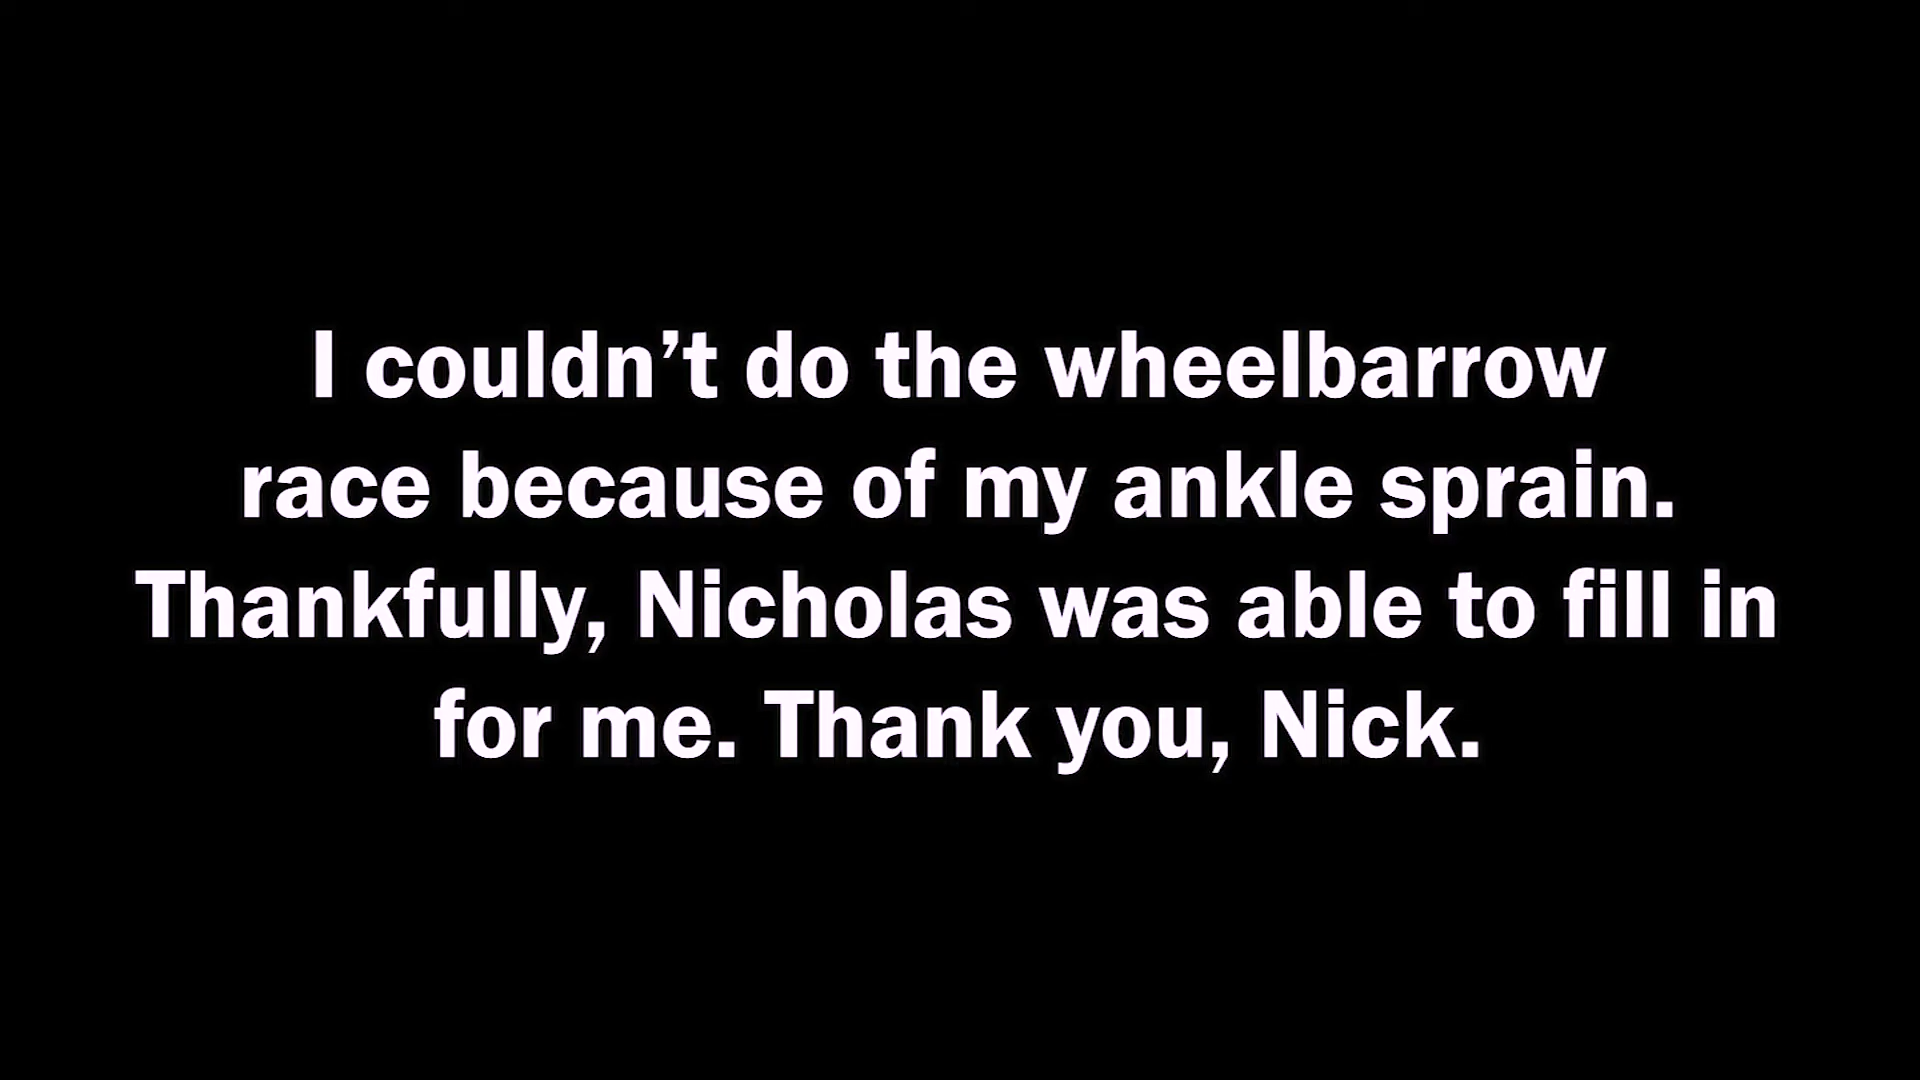 I couldn’t do the wheelbarrow
race because of my ankle sprain.
Thankfully, Nicholas was able to fill in
for me. Thank you, Nick.